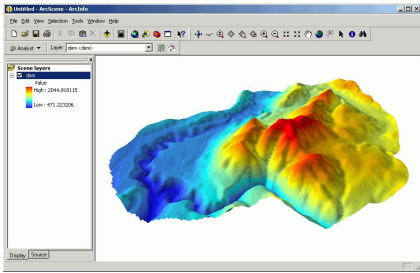 Untitled - ArcScene - ArcInfo
File Edit View Selection Tools Window Help
3D Analyst Layer: dem (dem)
Scene layers
dem
Value
High : 2044.818115
Low : 471.223206
Display Source